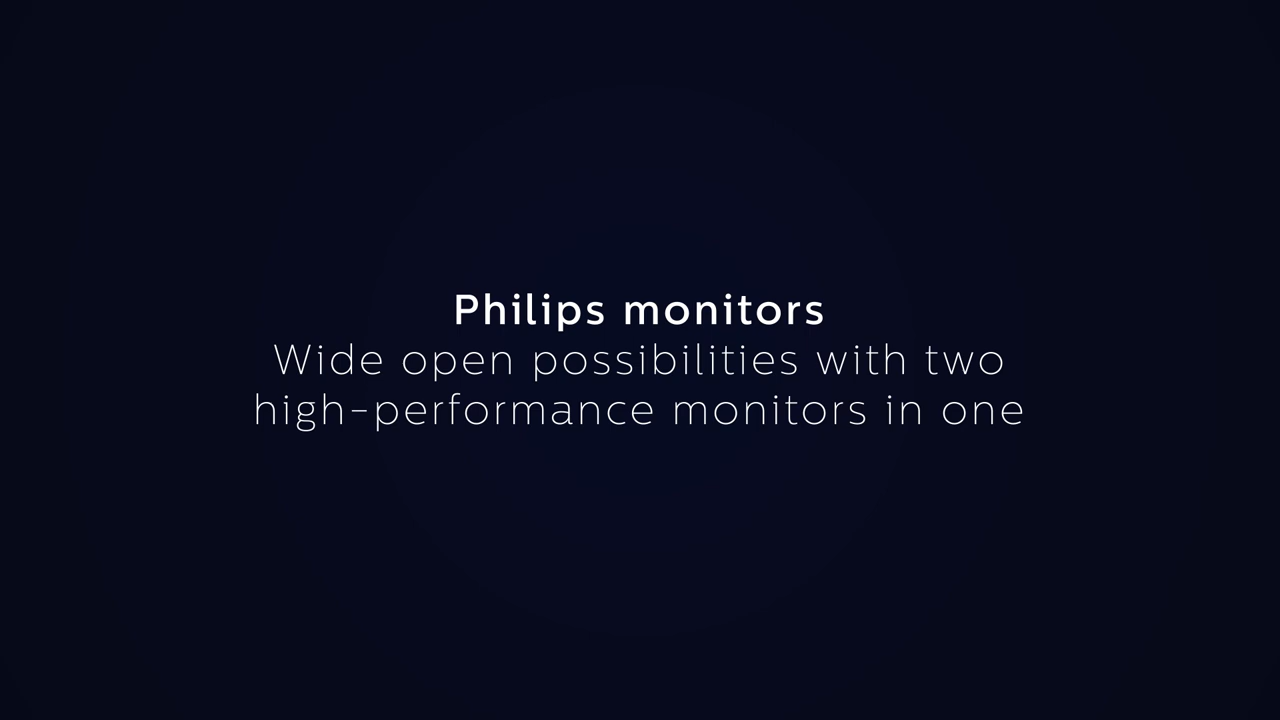 Philips monitors
Wide open possibilities with two
high-performance monitors in one